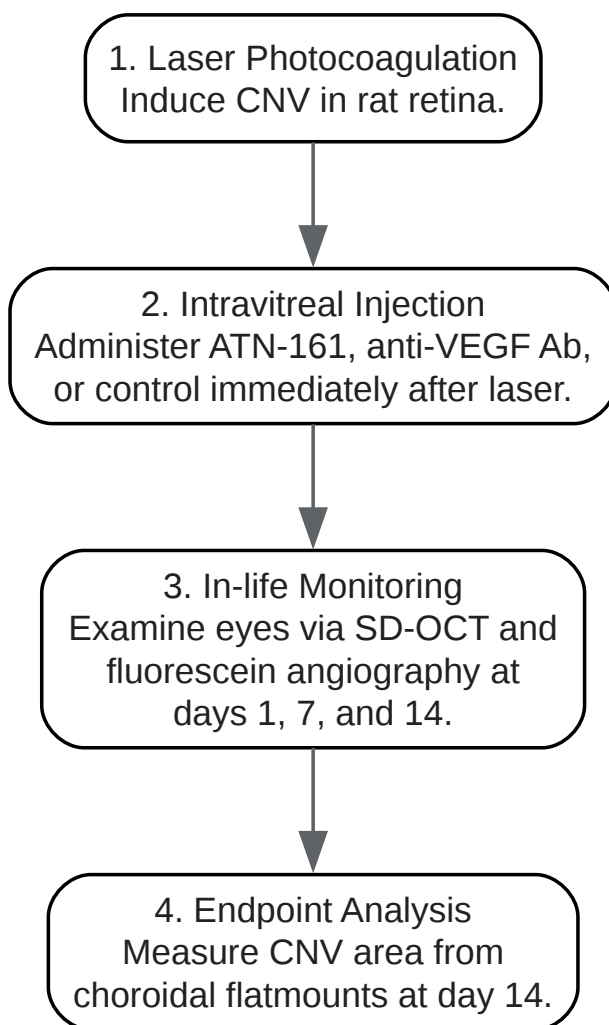 1. Laser Photocoagulation
Induce CNV in rat retina.
2. Intravitreal Injection
Administer ATN-161, anti-VEGF Ab,
or control immediately after laser.
3. In-life Monitoring
Examine eyes via SD-OCT and
fluorescein angiography at
days 1, 7, and 14.
4. Endpoint Analysis
Measure CNV area from
choroidal flatmounts at day 14.